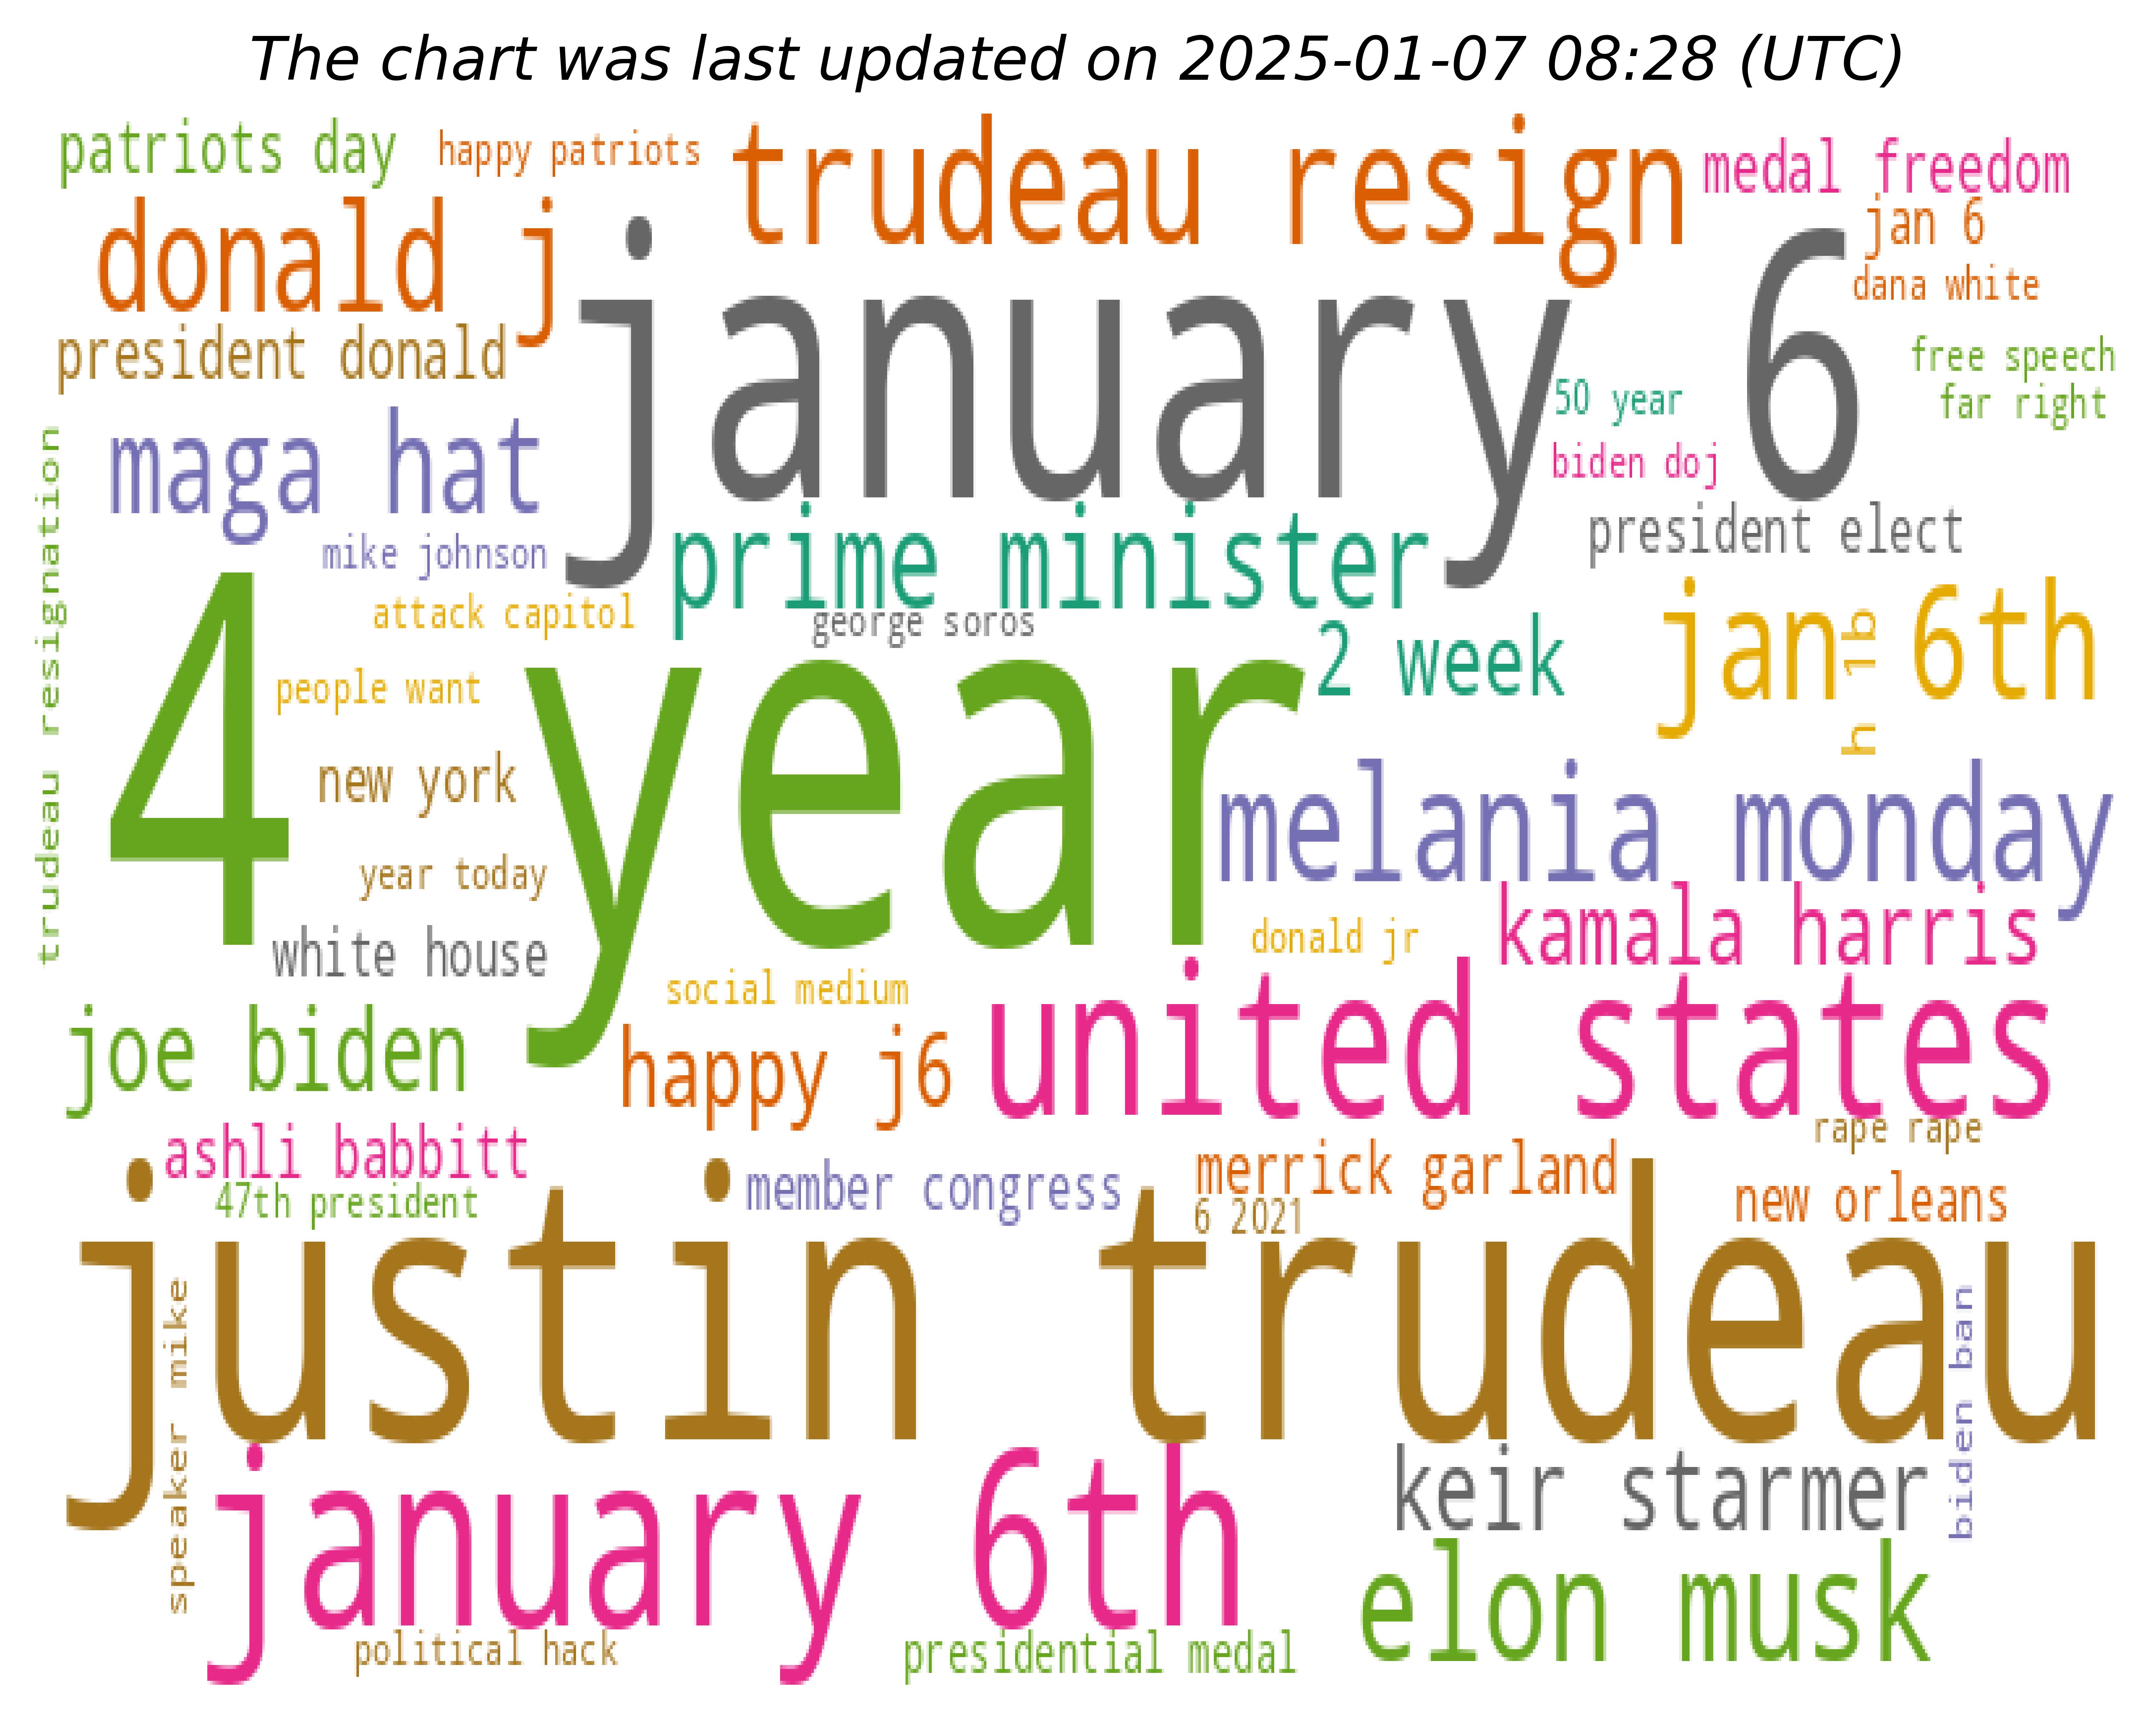 The chart was last updated on 2025-01-07 08:28 (UTC)
patriots day
happy patriots
trudeau resign
medal freedom
jan 6
donald j
january 6
dana white
president donald
free speech
50 year
far right
maga hat
biden doj
trudeau resignation
mike johnson
prime minister
president elect
attack capitol
george soros
2 week
jan 6th
h 1b
4 year
people want
new york
melania monday
year today
white house
donald jr
kamala harris
social medium
united states
joe biden
happy j6
ashli babbitt
rape rape
merrick garland
47th president
member congress
6 2021
new orleans
justin trudeau
speaker mike
biden ban
january 6th
keir starmer
elon musk
political hack
presidential medal